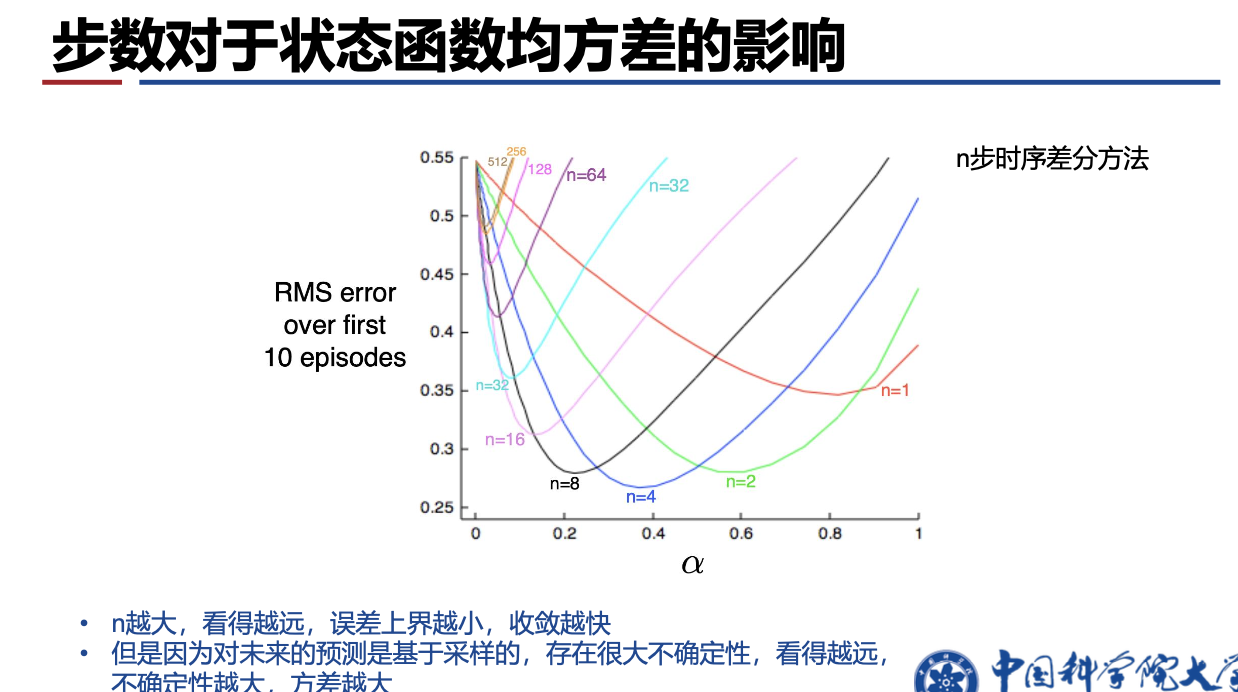 步数对于状态函数均方差的影响
n步时序差分方法
0.55
0.5
0.45
0.4
0.35
0.3
0.25
RMS error
over first
10 episodes
512
256
128
n=64
n=32
n=32
n=16
n=8
n=4
n=2
n=1
0 0.2 0.4 0.6 0.8 1
α
• n越大，看得越远，误差上界越小，收敛越快
• 但是因为对未来的预测是基于采样的，存在很大不确定性，看得越远，
不确定性越大，方差越大
中国科学院大学